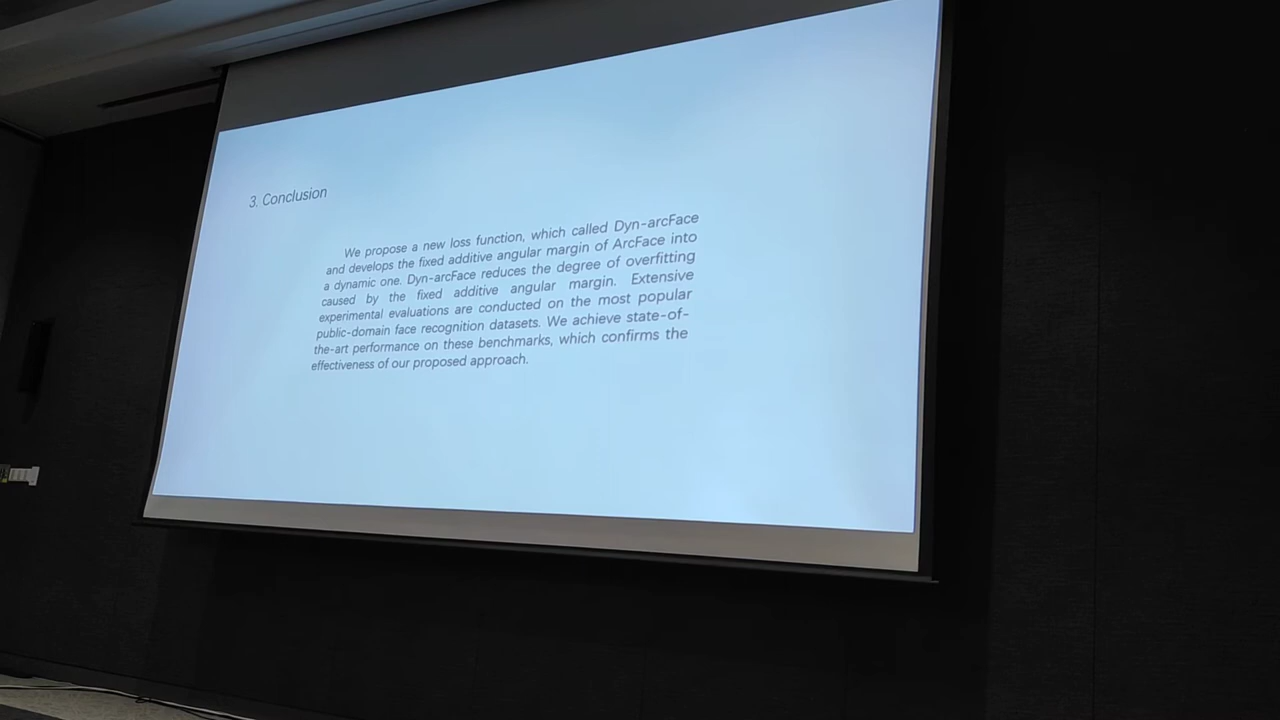 3. Conclusion
We propose a new loss function, which called Dyn-arcFace
and develops the fixed additive angular margin of ArcFace into
a dynamic one. Dyn-arcFace reduces the degree of overfitting
caused by the fixed additive angular margin. Extensive
experimental evaluations are conducted on the most popular
public-domain face recognition datasets. We achieve state-of-
the-art performance on these benchmarks, which confirms the
effectiveness of our proposed approach.